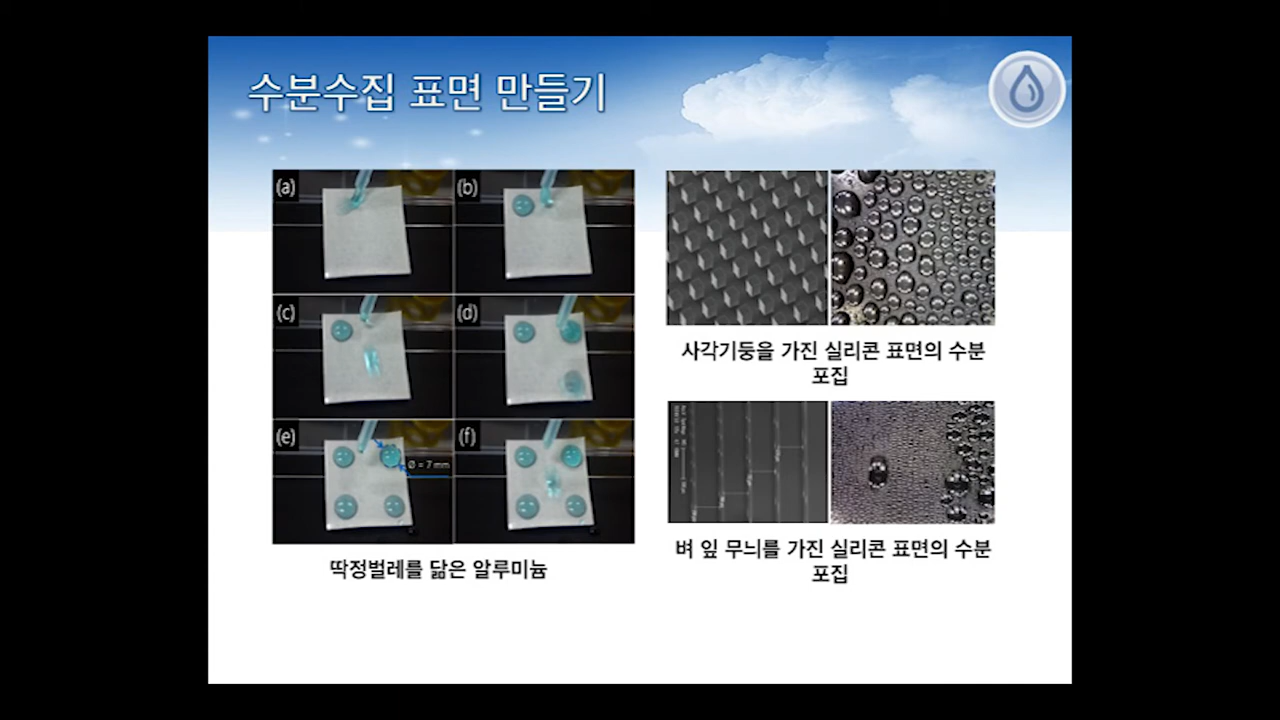 수분수집 표면 만들기
(a)
(b)
(c)
(d)
(e)
Ø = 7 mm
(f)
딱정벌레를 닮은 알루미늄
사각기둥을 가진 실리콘 표면의 수분
포집
벼 잎 무늬를 가진 실리콘 표면의 수분
포집